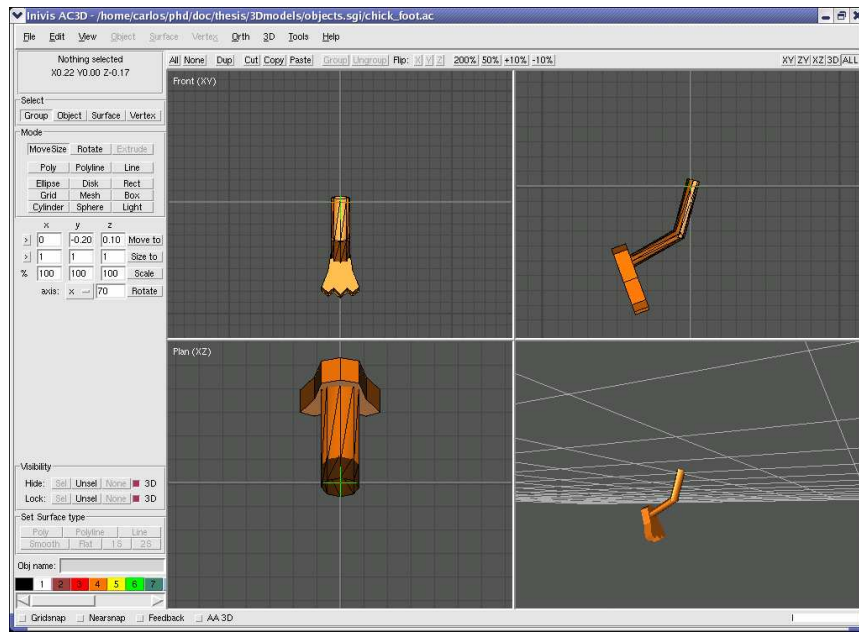 Inivis AC3D - /home/carlos/phd/doc/thesis/3Dmodels/objects.sgi/chick_foot.ac
File Edit View Object Surface Vertex Orth 3D Tools Help
Nothing selected
X0.22 Y0.00 Z-0.17
All None Dup Cut Copy Paste Group Ungroup Flip: X Y Z 200% 50% +10% -10% XY ZY XZ 3D ALL
Select
Group Object Surface Vertex
Mode
MoveSize Rotate Extrude
Poly Polyline Line
Ellipse Disk Rect
Grid Mesh Box
Cylinder Sphere Light
x y z
> 0 -0.20 0.10 Move to
> 1 1 1 Size to
% 100 100 100 Scale
axis: x 70 Rotate
Front (XY)
Plan (XZ)
Visibility
Hide: Sel Unsel None 3D
Lock: Sel Unsel None 3D
Set Surface type
Poly Polyline Line
Smooth Flat 1S 2S
Obj name:
1 2 3 4 5 6 7
Gridsnap Nearsnap Feedback AA 3D